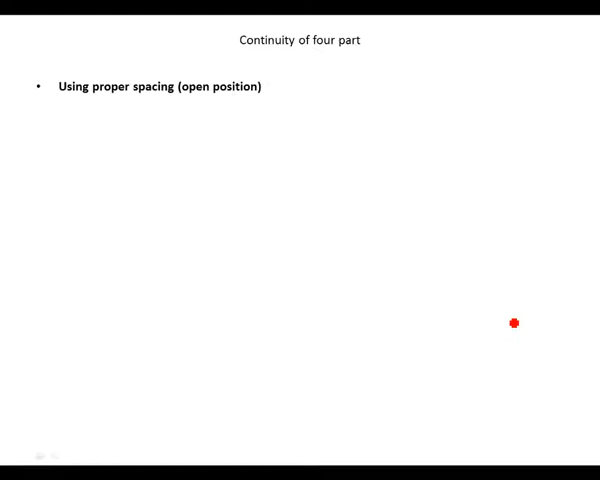 Continuity of four part
• Using proper spacing (open position)